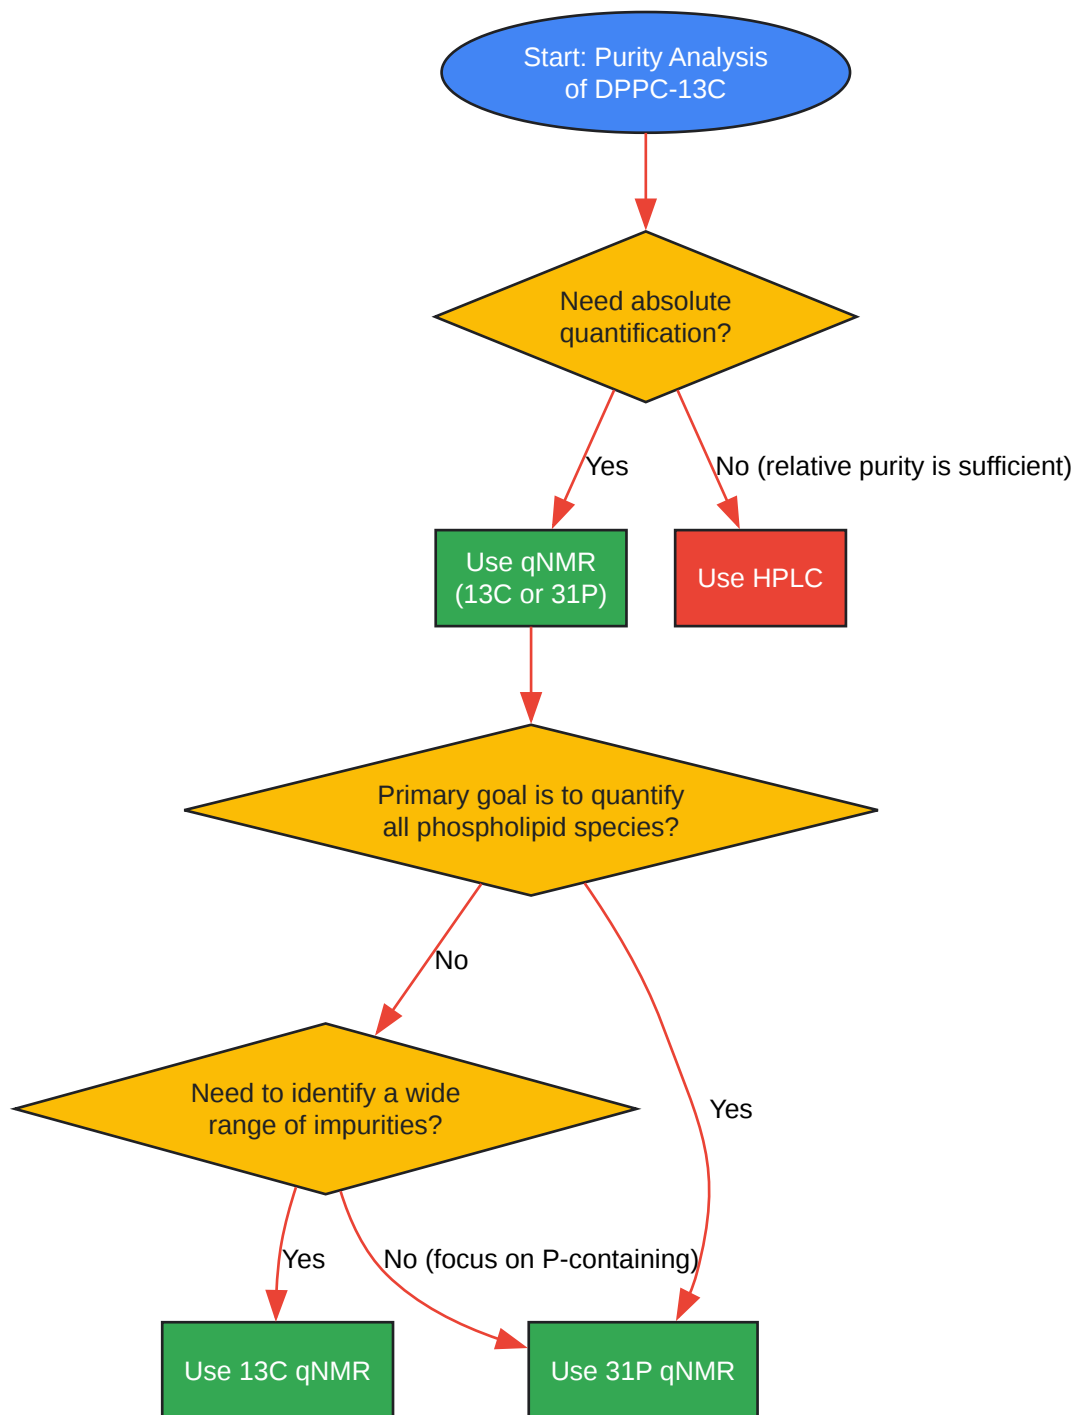 Start: Purity Analysis
of DPPC-13C
Need absolute
quantification?
Yes
No (relative purity is sufficient)
Use qNMR
(13C or 31P)
Use HPLC
Primary goal is to quantify
all phospholipid species?
No
Need to identify a wide
range of impurities?
Yes
Yes
No (focus on P-containing)
Use 13C qNMR
Use 31P qNMR